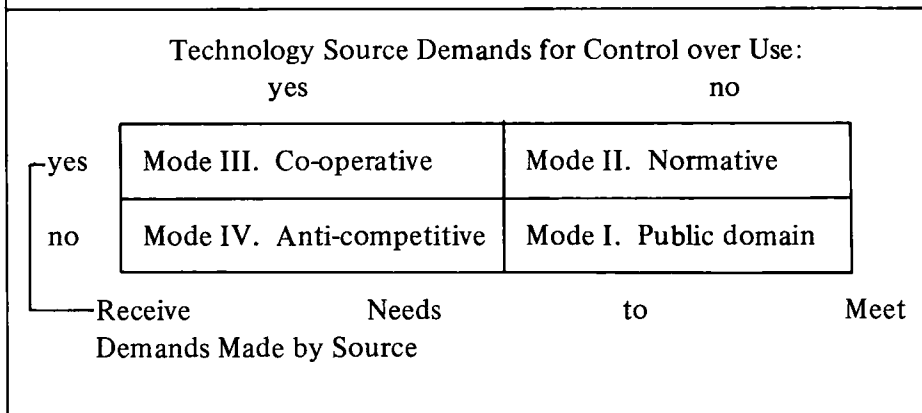 Technology Source Demands for Control over Use:
yes no
yes Mode III. Co-operative Mode II. Normative
no Mode IV. Anti-competitive Mode I. Public domain
Receive Needs to Meet
Demands Made by Source